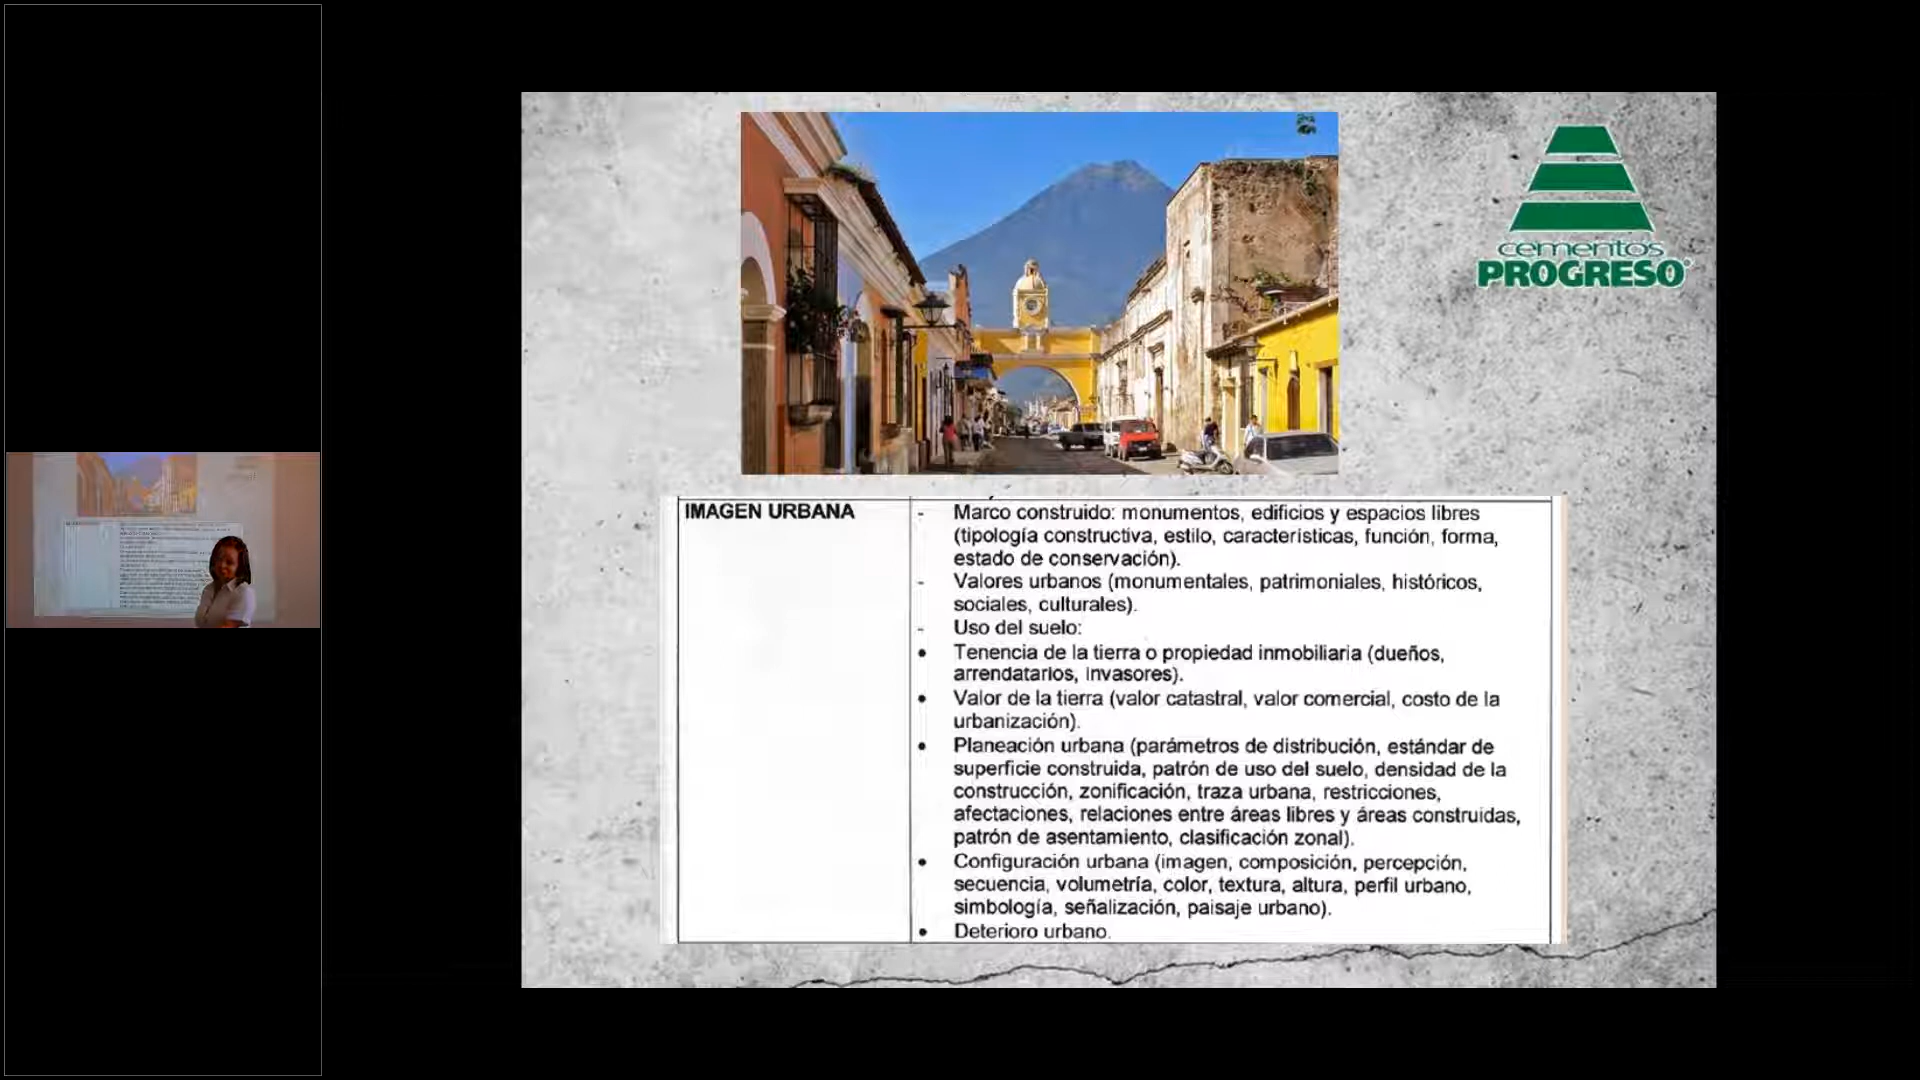 cementos
PROGRESO
IMAGEN URBANA
- Marco construido: monumentos, edificios y espacios libres
(tipología constructiva, estilo, características, función, forma,
estado de conservación).
- Valores urbanos (monumentales, patrimoniales, históricos,
sociales, culturales).
- Uso del suelo:
• Tenencia de la tierra o propiedad inmobiliaria (dueños,
arrendatarios, invasores).
• Valor de la tierra (valor catastral, valor comercial, costo de la
urbanización).
• Planeación urbana (parámetros de distribución, estándar de
superficie construida, patrón de uso del suelo, densidad de la
construcción, zonificación, traza urbana, restricciones,
afectaciones, relaciones entre áreas libres y áreas construidas,
patrón de asentamiento, clasificación zonal).
• Configuración urbana (imagen, composición, percepción,
secuencia, volumetría, color, textura, altura, perfil urbano,
simbología, señalización, paisaje urbano).
• Deterioro urbano.